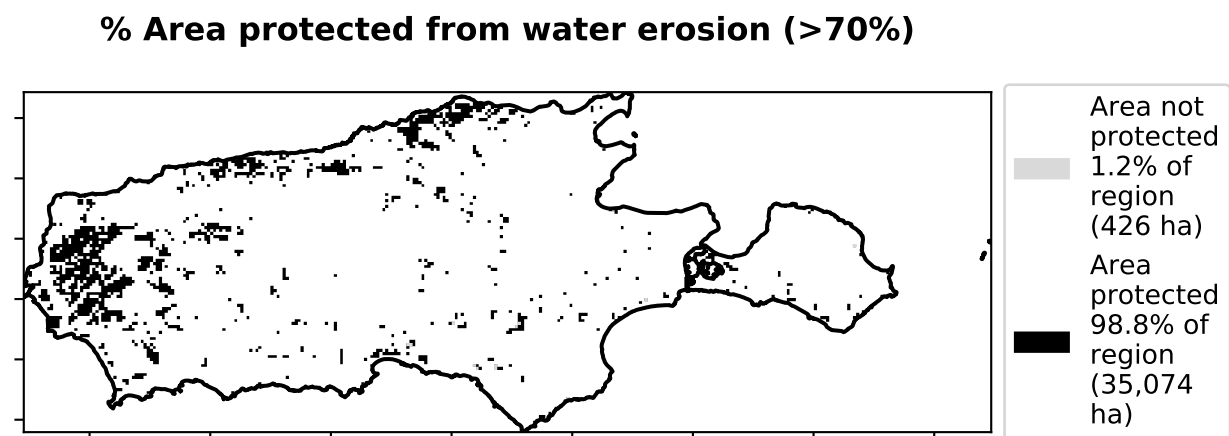 % Area protected from water erosion (>70%)
Area not
protected
1.2% of
region
(426 ha)
Area
protected
98.8% of
region
(35,074
ha)